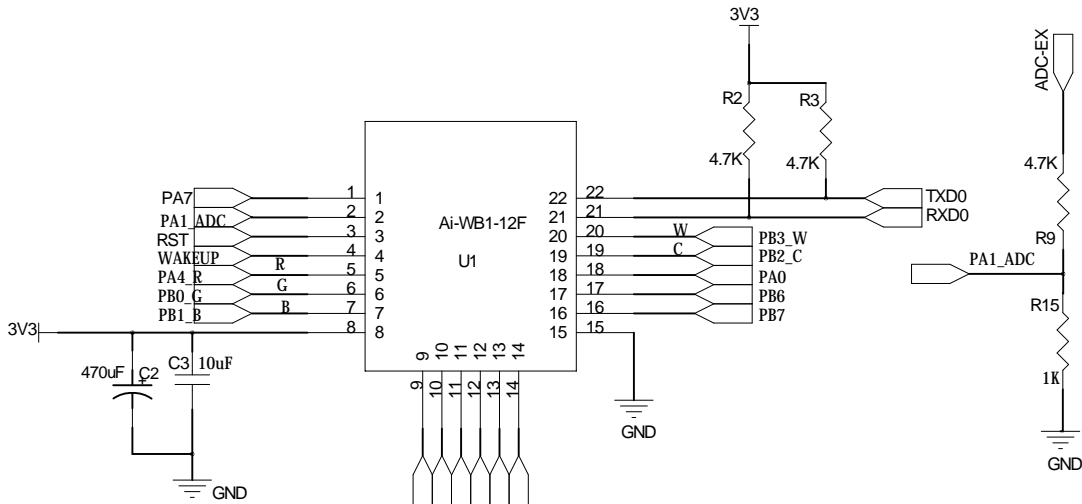 3V3
ADC-EX
R2
R3
4.7K
4.7K
4.7K
R9
PA1_ADC
R15
1K
GND
Ai-WB1-12F
U1
PA7 1 1
PA1_ADC 2 2
RST 3 3
WAKEUP 4 4
PA4_R R 5 5
PB0_G G 6 6
PB1_B B 7 7
3V3 8 8
22 22 TXD0
21 21 RXD0
20 20 W PB3_W
19 19 C PB2_C
18 18 PA0
17 17 PB6
16 16 PB7
15 15
GND
9 10 11 12 13 14
9 10 11 12 13 14
470uF C2
+
C3 10uF
GND